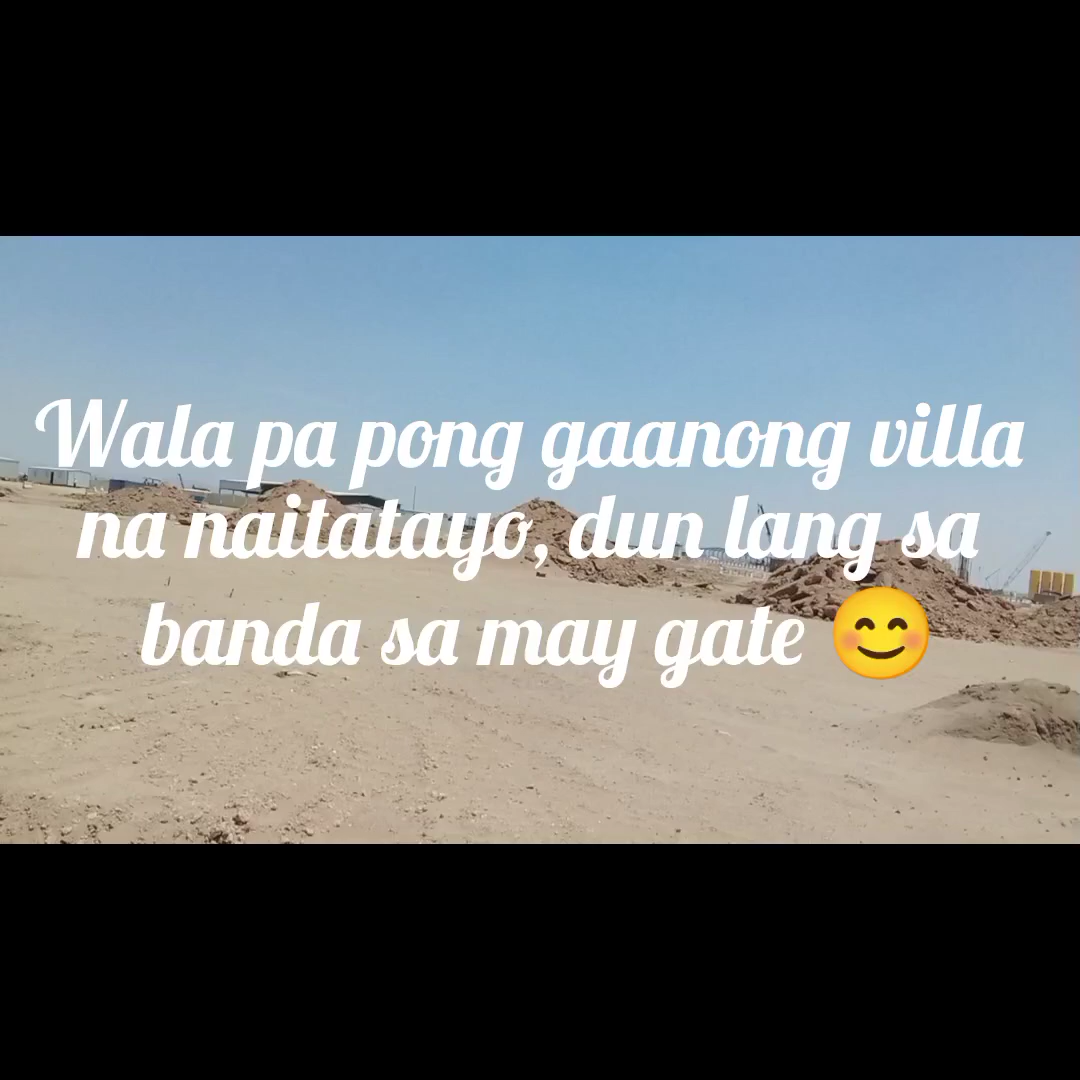 Wala pa pong gaanong villa
na naitatayo, dun lang sa
banda sa may gate 😊